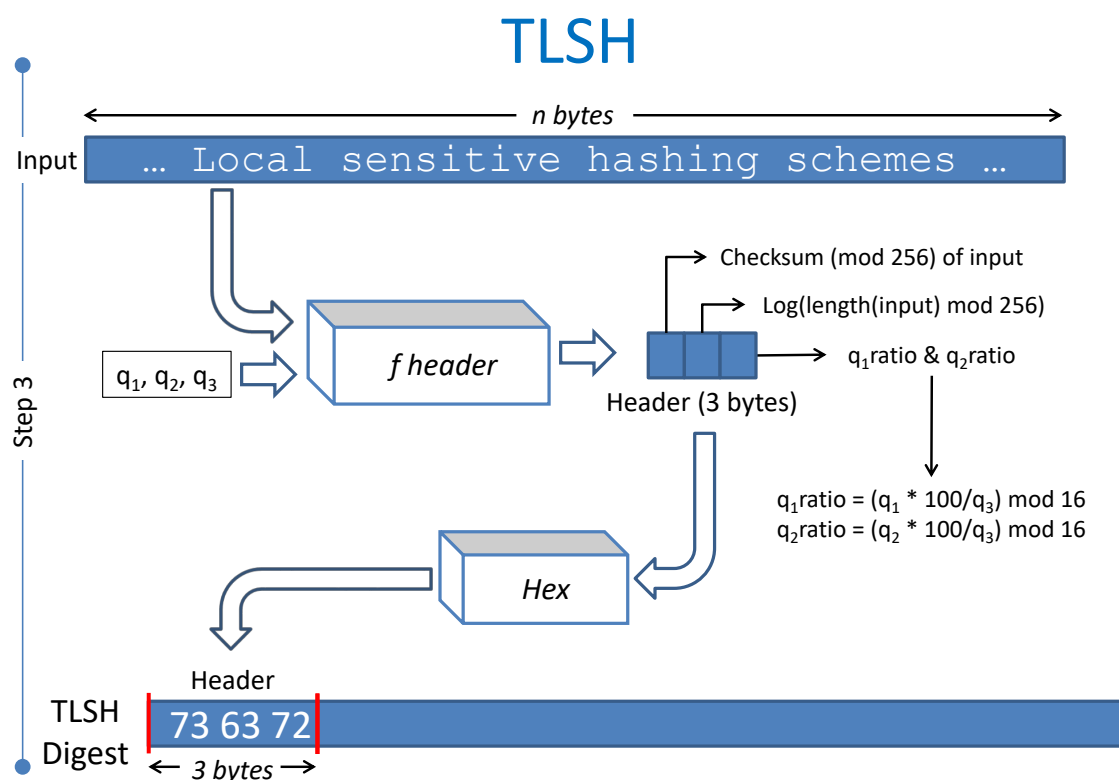 TLSH
n bytes
Input
… Local sensitive hashing schemes …
Step 3
Checksum (mod 256) of input
Log(length(input) mod 256)
q₁ratio & q₂ratio
f header
q₁, q₂, q₃
Header (3 bytes)
q₁ratio = (q₁ * 100/q₃) mod 16
q₂ratio = (q₂ * 100/q₃) mod 16
Hex
Header
TLSH
Digest
73 63 72
3 bytes